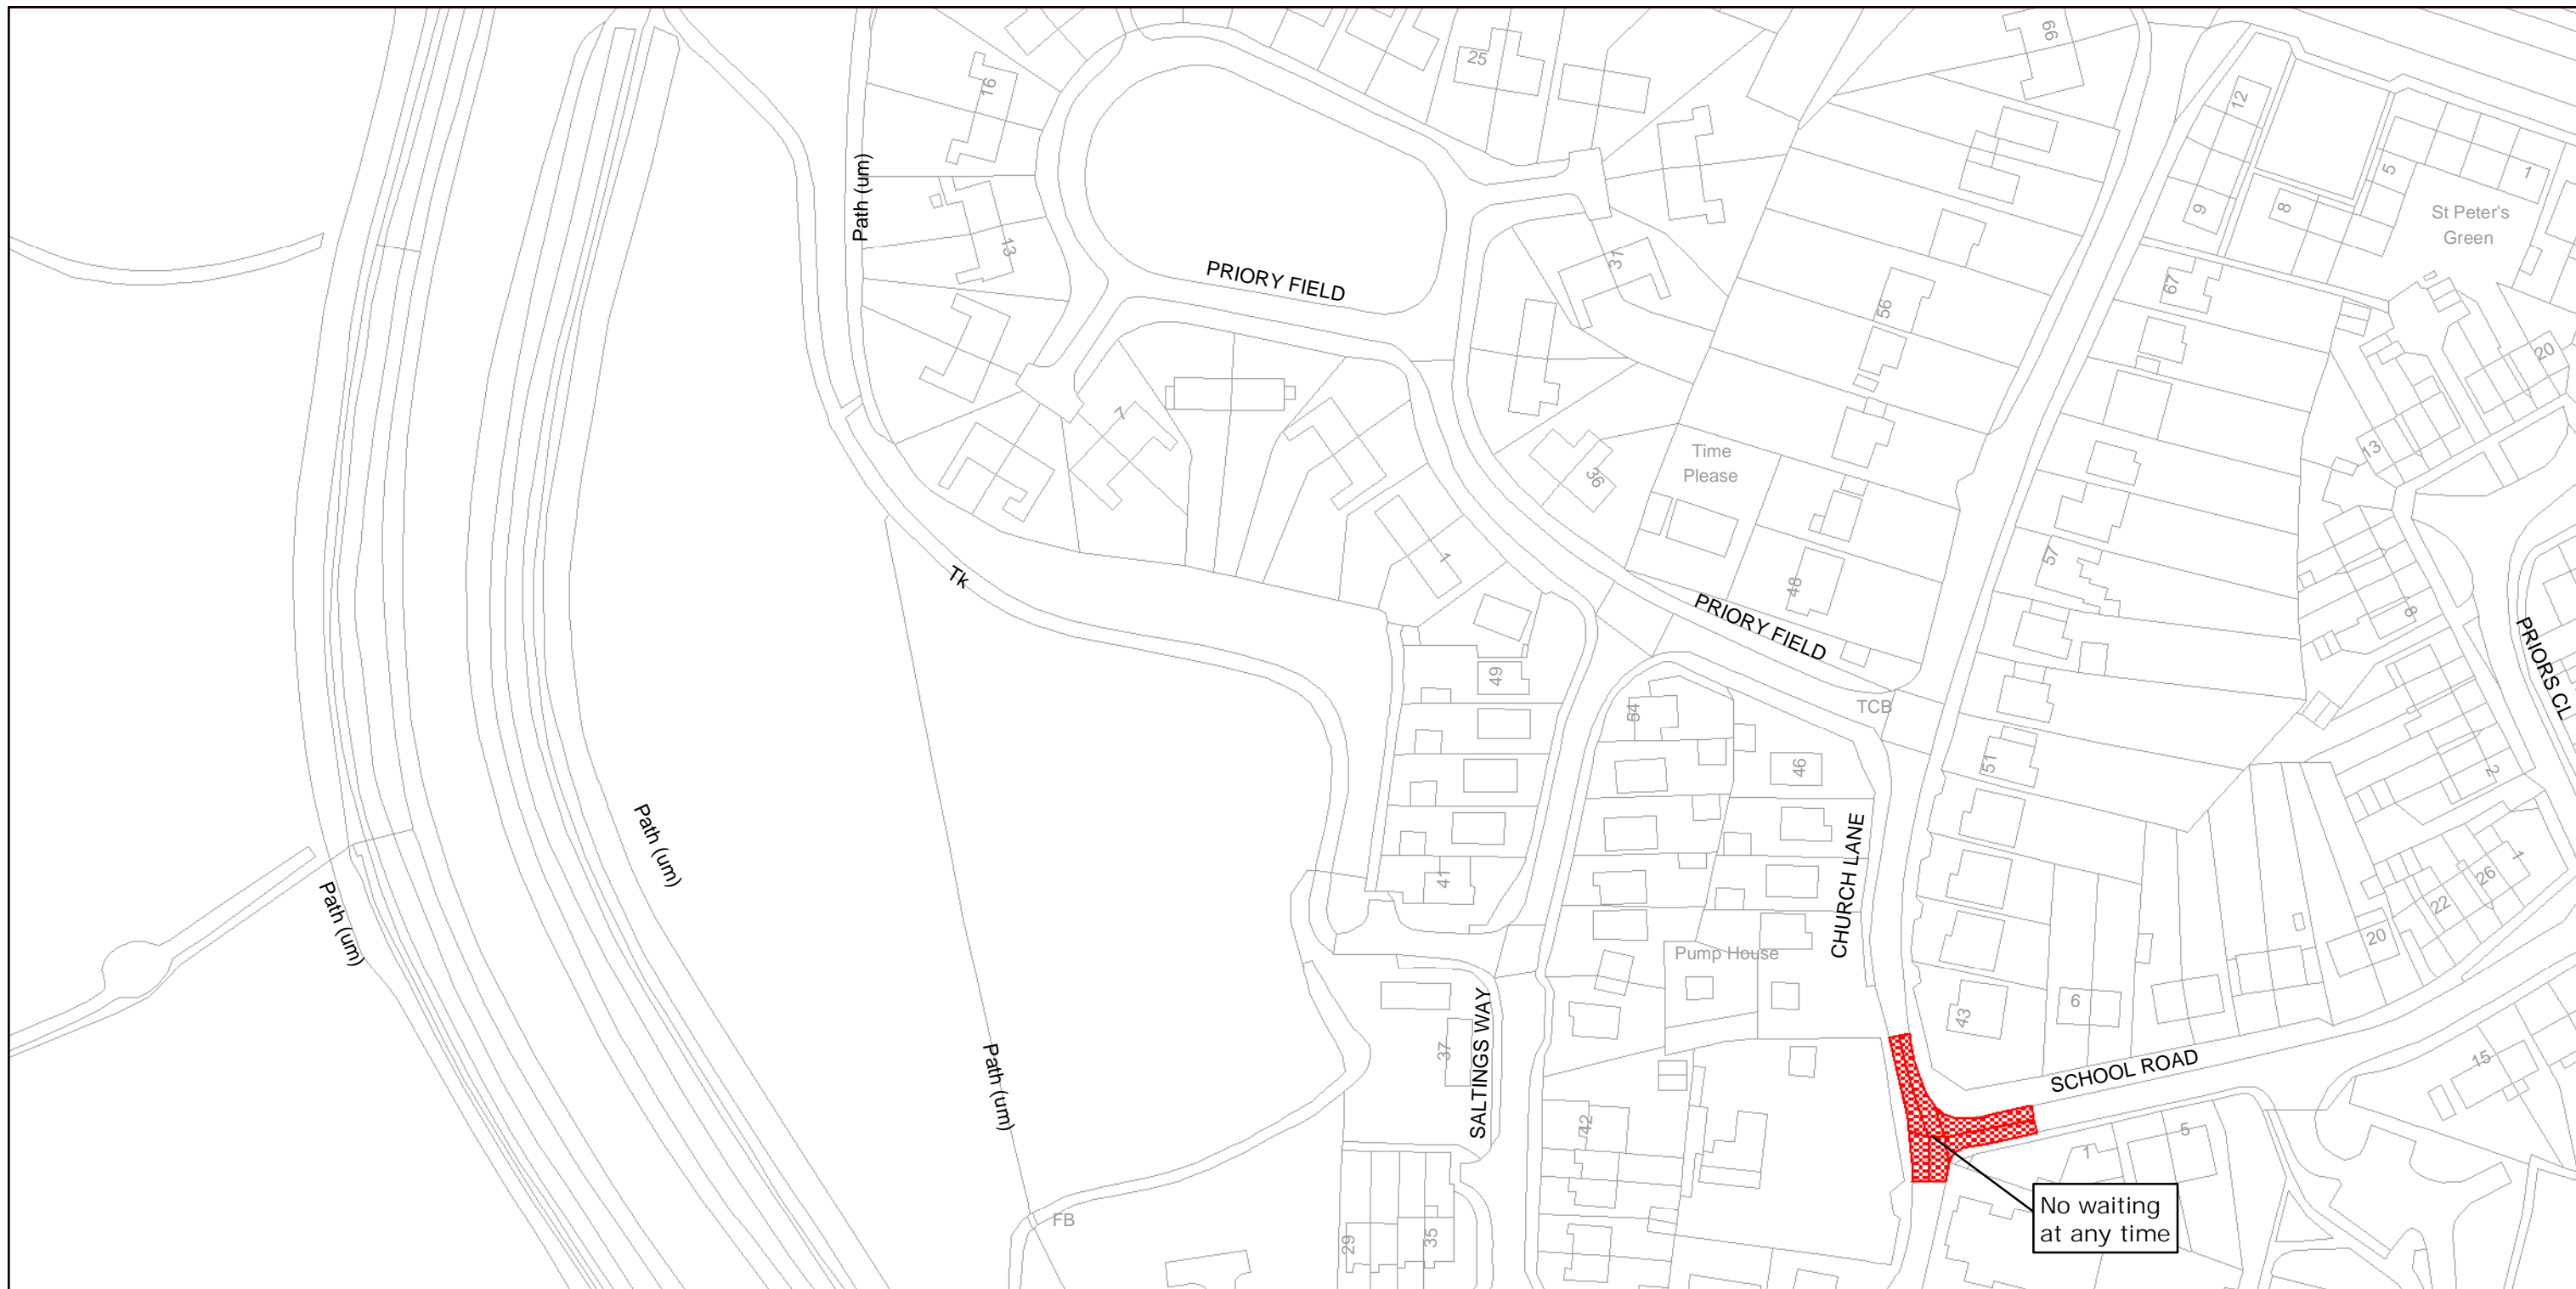 66
25
16
12
5
1
9
8
St Peter's
Green
Path (um)
13
31
67
PRIORY FIELD
56
20
7
Time
Please
13
36
1
57
Tk
48
PRIORY FIELD
8
PRIORS CL
49
54
TCB
46
51
2
Path (um)
CHURCH LANE
41
1
26
22
20
Path (um)
Pump House
SALTINGS WAY
6
43
37
Path (um)
SCHOOL ROAD
15
42
5
1
FB
29
35
No waiting
at any time